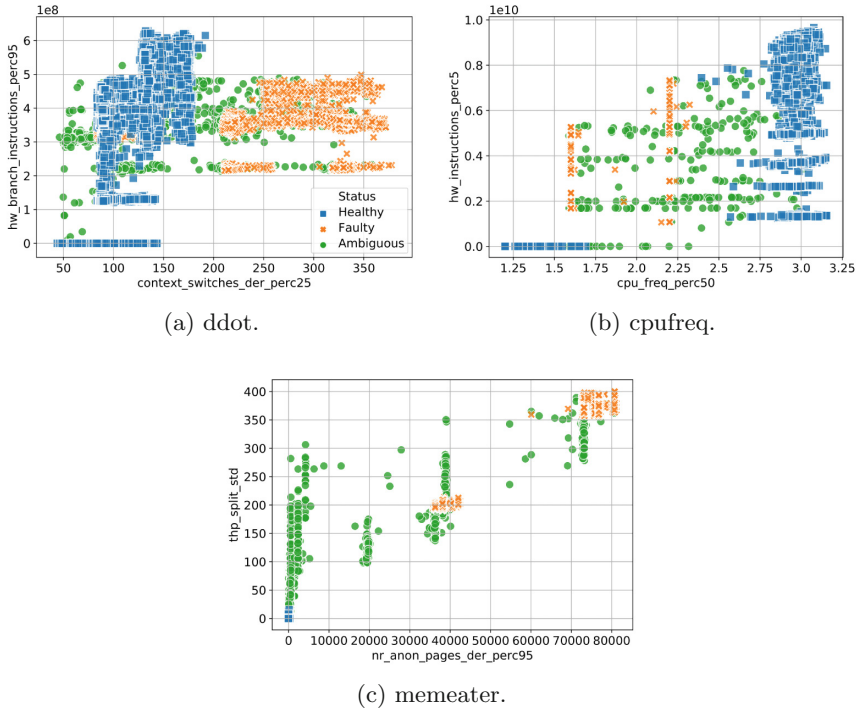 1e8
hw_branch_instructions_perc95
6
5
4
3
2
1
0
50 100 150 200 250 300 350
context_switches_der_perc25
Status
Healthy
Faulty
Ambiguous
(a) ddot.
1e10
hw_instructions_perc5
1.0
0.8
0.6
0.4
0.2
0.0
1.25 1.50 1.75 2.00 2.25 2.50 2.75 3.00 3.25
cpu_freq_perc50
(b) cpufreq.
thp_split_std
400
350
300
250
200
150
100
50
0
0 10000 20000 30000 40000 50000 60000 70000 80000
nr_anon_pages_der_perc95
(c) memeater.